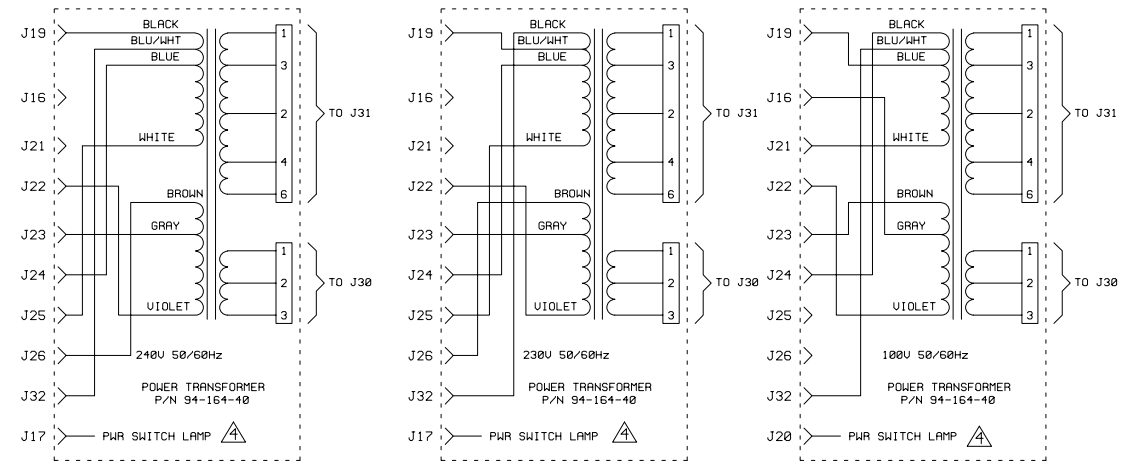 J19
BLACK
BLU/WHT
BLUE
J16
J21
WHITE
J22
BROWN
J23
GRAY
J24
J25
VIOLET
J26
240V 50/60Hz
J32
POWER TRANSFORMER
P/N 94-164-40
J17
PWR SWITCH LAMP
4
1
3
2
4
6
TO J31
1
2
3
TO J30
J19
BLACK
BLU/WHT
BLUE
J16
J21
WHITE
J22
BROWN
J23
GRAY
J24
J25
VIOLET
J26
230V 50/60Hz
J32
POWER TRANSFORMER
P/N 94-164-40
J17
PWR SWITCH LAMP
4
1
3
2
4
6
TO J31
1
2
3
TO J30
J19
BLACK
BLU/WHT
BLUE
J16
J21
WHITE
J22
BROWN
J23
GRAY
J24
J25
VIOLET
J26
100V 50/60Hz
J32
POWER TRANSFORMER
P/N 94-164-40
J20
PWR SWITCH LAMP
4
1
3
2
4
6
TO J31
1
2
3
TO J30